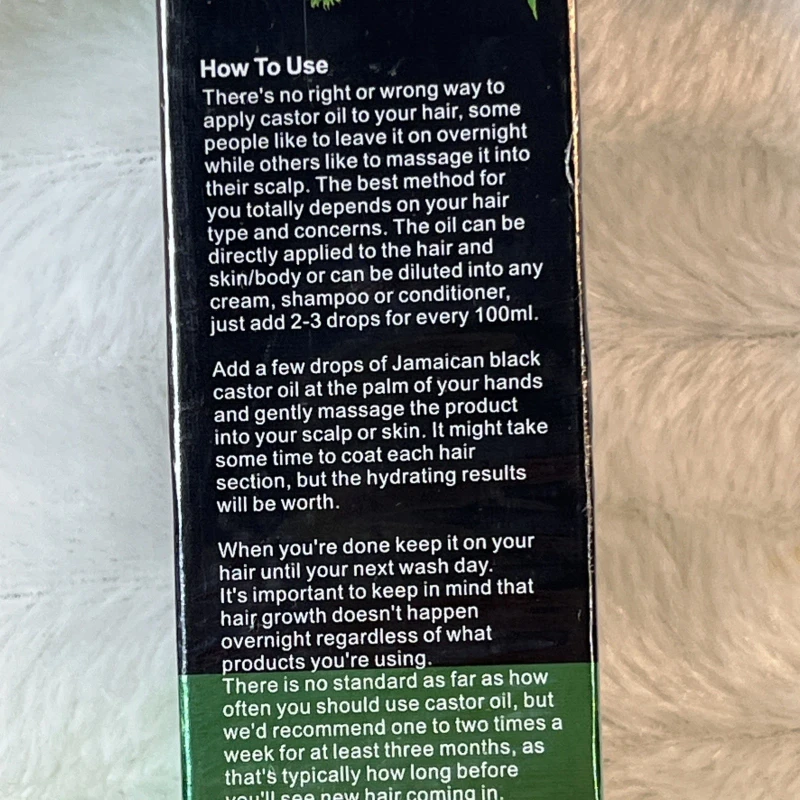 How To Use
There's no right or wrong way to
apply castor oil to your hair, some
people like to leave it on overnight
while others like to massage it into
their scalp. The best method for
you totally depends on your hair
type and concerns. The oil can be
directly applied to the hair and
skin/body or can be diluted into any
cream, shampoo or conditioner,
just add 2-3 drops for every 100ml.
Add a few drops of Jamaican black
castor oil at the palm of your hands
and gently massage the product
into your scalp or skin. It might take
some time to coat each hair
section, but the hydrating results
will be worth.
When you're done keep it on your
hair until your next wash day.
It's important to keep in mind that
hair growth doesn't happen
overnight regardless of what
products you're using.
There is no standard as far as how
often you should use castor oil, but
we'd recommend one to two times a
week for at least three months, as
that's typically how long before
you'll see new hair coming in.